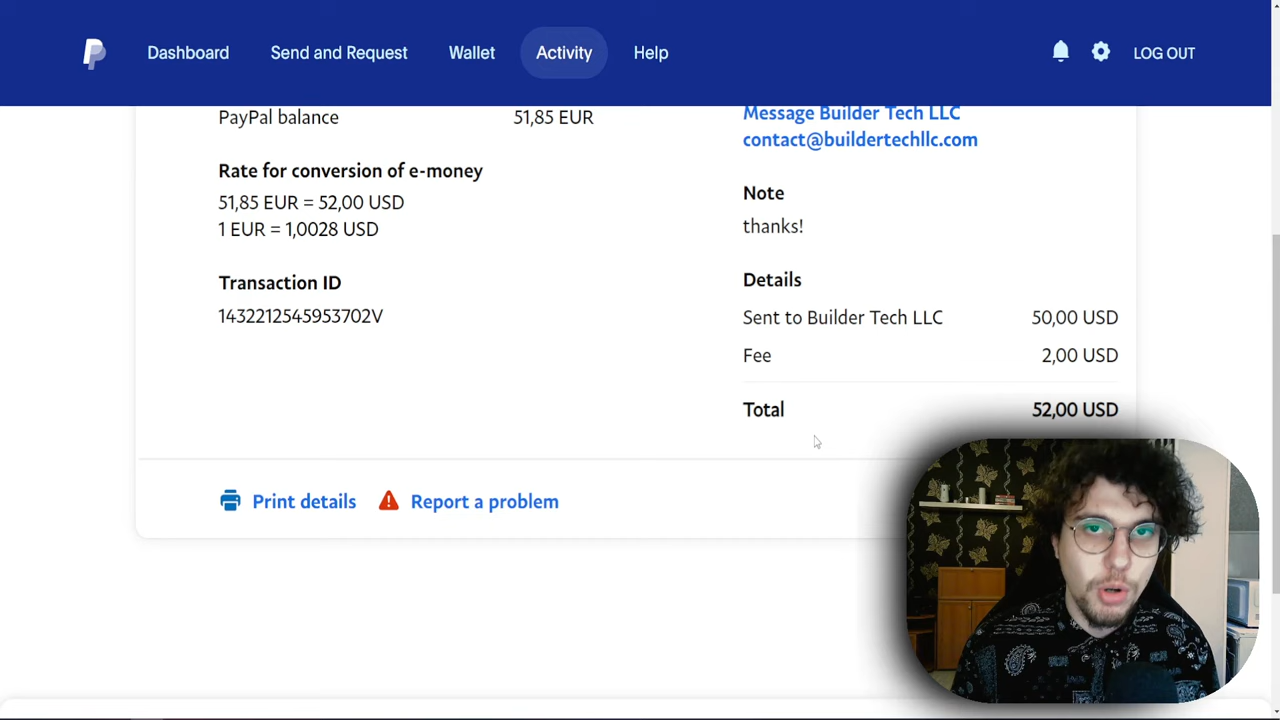 Dashboard
Send and Request
Wallet
Activity
Help
LOG OUT
PayPal balance 51,85 EUR
Rate for conversion of e-money
51,85 EUR = 52,00 USD
1 EUR = 1,0028 USD
Transaction ID
1432212545953702V
Print details
Report a problem
Message Builder Tech LLC
contact@buildertechllc.com
Note
thanks!
Details
Sent to Builder Tech LLC 50,00 USD
Fee 2,00 USD
Total 52,00 USD